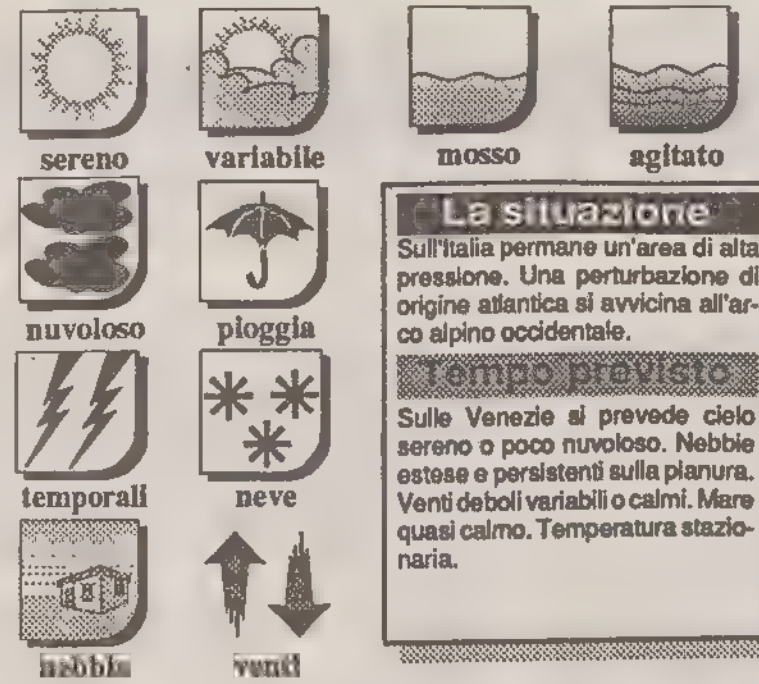 sereno
variabile
mosso
agitato
nuvoloso
pioggia
temporali
neve
nebbia
venti
La situazione
Sull'Italia permane un'area di alta
pressione. Una perturbazione di
origine atlantica si avvicina all'ar-
co alpino occidentale.
Tempo previsto
Sulle Venezie si prevede cielo
sereno o poco nuvoloso. Nebbie
estese e persistenti sulla pianura.
Venti deboli variabili o calmi. Mare
quasi calmo. Temperatura stazio-
naria.